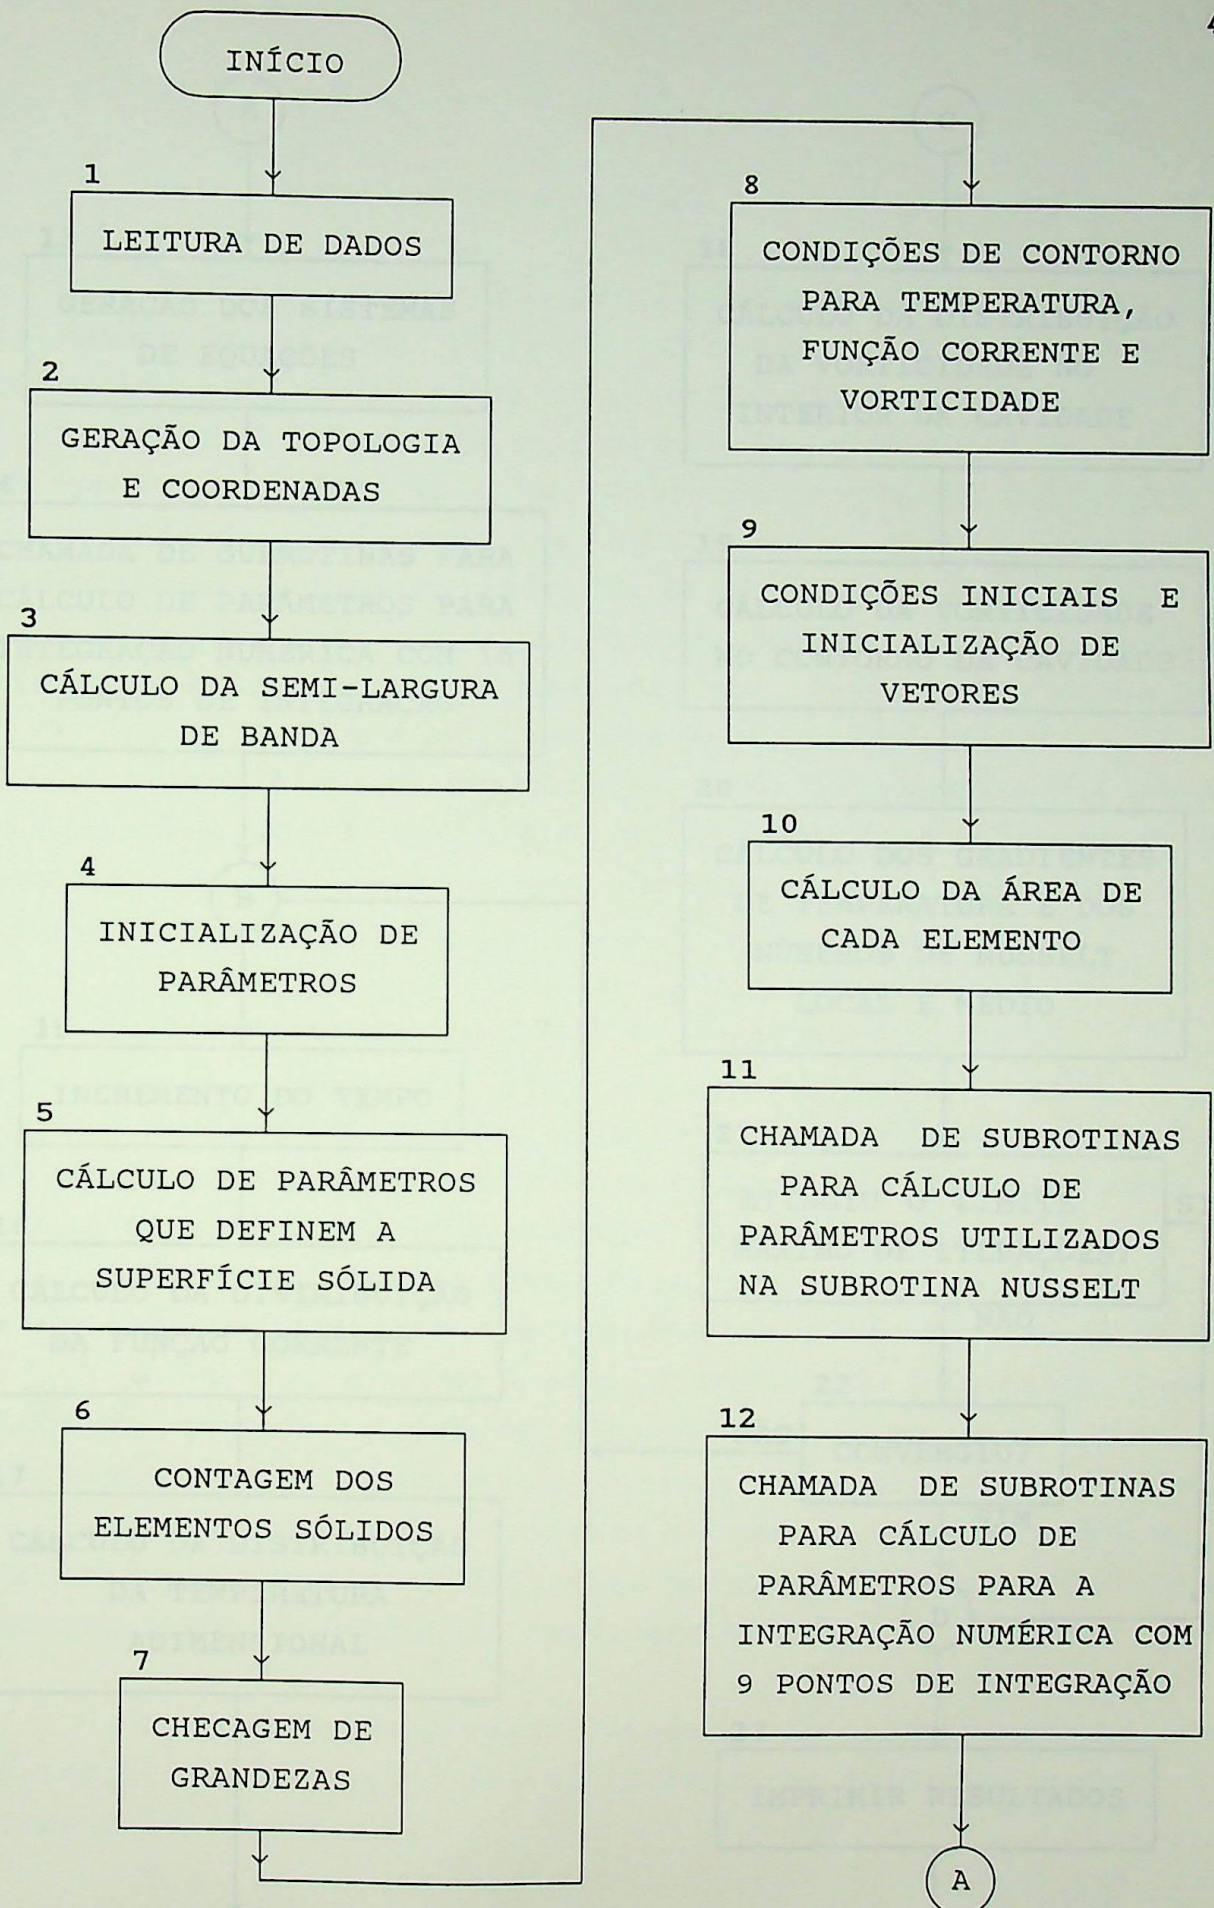 4
INÍCIO
1
LEITURA DE DADOS
2
GERAÇÃO DA TOPOLOGIA
E COORDENADAS
3
CÁLCULO DA SEMI-LARGURA
DE BANDA
4
INICIALIZAÇÃO DE
PARÂMETROS
5
CÁLCULO DE PARÂMETROS
QUE DEFINEM A
SUPERFÍCIE SÓLIDA
6
CONTAGEM DOS
ELEMENTOS SÓLIDOS
7
CHECAGEM DE
GRANDEZAS
8
CONDIÇÕES DE CONTORNO
PARA TEMPERATURA,
FUNÇÃO CORRENTE E
VORTICIDADE
9
CONDIÇÕES INICIAIS E
INICIALIZAÇÃO DE
VETORES
10
CÁLCULO DA ÁREA DE
CADA ELEMENTO
11
CHAMADA DE SUBROTINAS
PARA CÁLCULO DE
PARÂMETROS UTILIZADOS
NA SUBROTINA NUSSELT
12
CHAMADA DE SUBROTINAS
PARA CÁLCULO DE
PARÂMETROS PARA A
INTEGRAÇÃO NUMÉRICA COM
9 PONTOS DE INTEGRAÇÃO
A